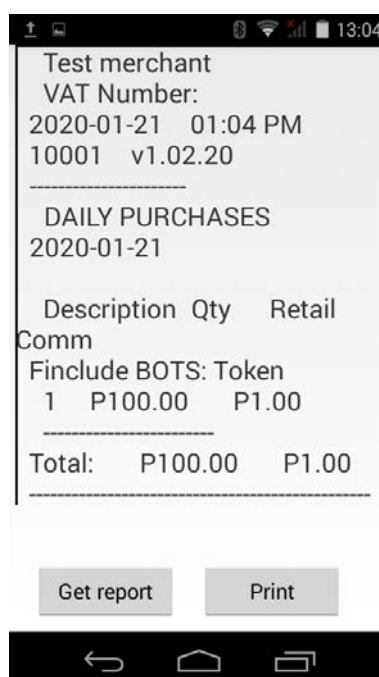 13:04
Test merchant
VAT Number:
2020-01-21 01:04 PM
10001 v1.02.20
----------------------
DAILY PURCHASES
2020-01-21
Description Qty Retail
Comm
Finclude BOTS: Token
1 P100.00 P1.00
------------------------
Total: P100.00 P1.00
------------------------------------------------
Get report Print